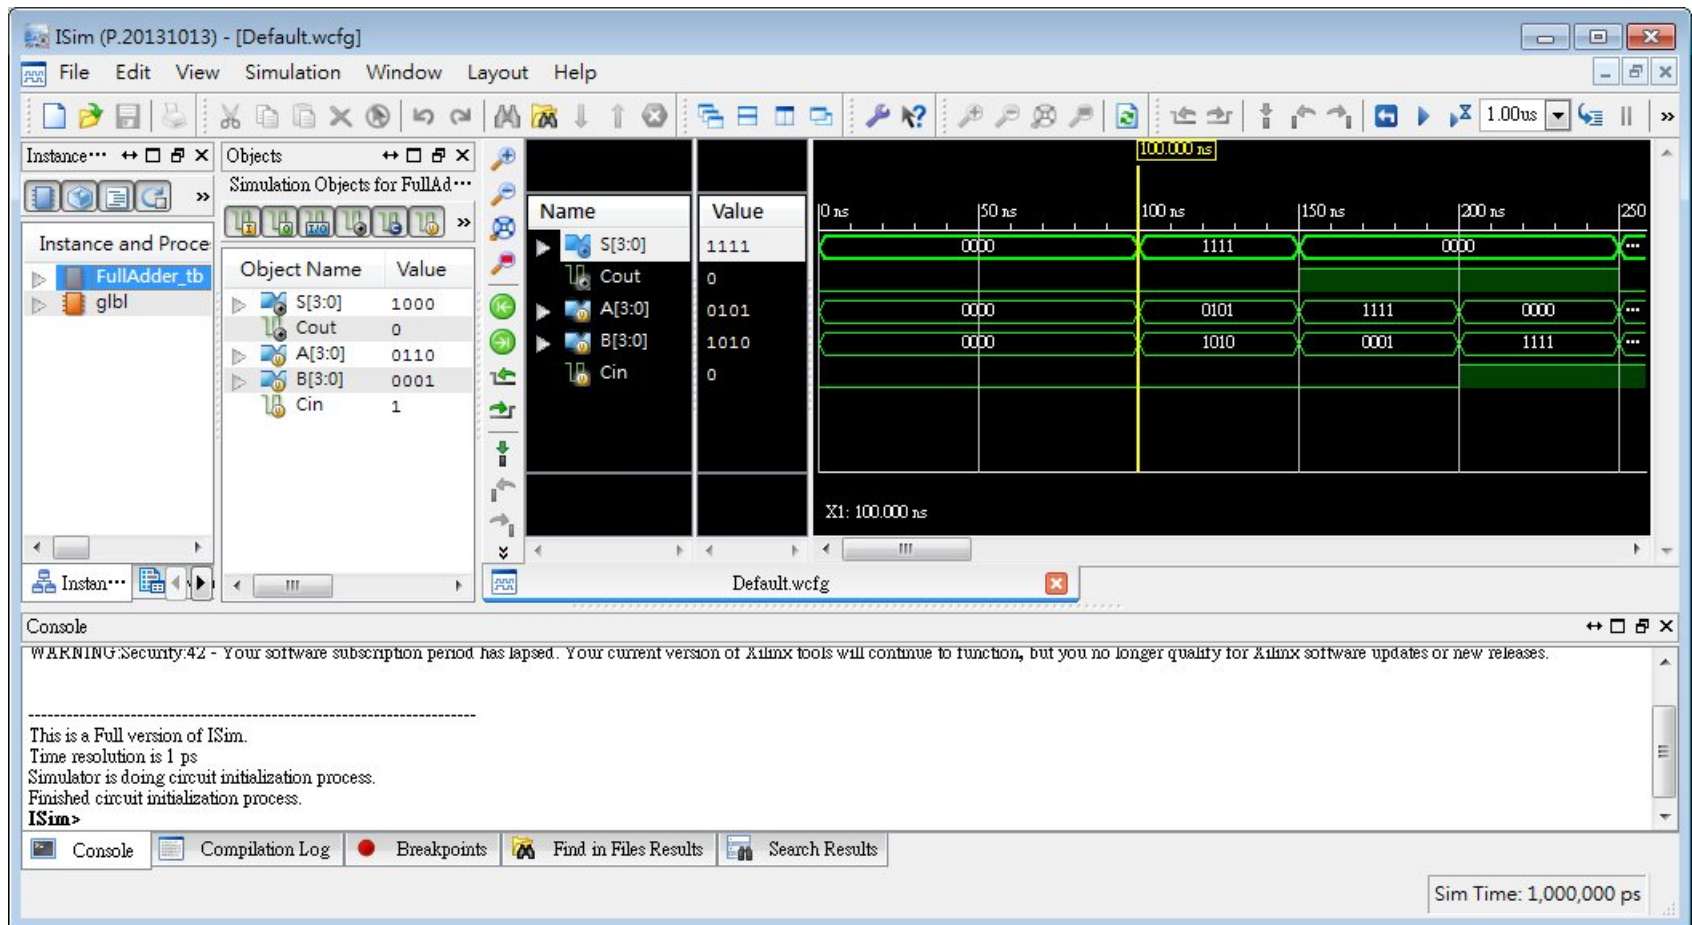 ISim (P.20131013) - [Default.wcfg]
File Edit View Simulation Window Layout Help
1.00us
Instance···
Objects
Simulation Objects for FullAd···
Instance and Proce
FullAdder_tb
glbl
Object Name Value
S[3:0] 1000
Cout 0
A[3:0] 0110
B[3:0] 0001
Cin 1
Name Value
S[3:0] 1111
Cout 0
A[3:0] 0101
B[3:0] 1010
Cin 0
100.000 ns
0 ns 50 ns 100 ns 150 ns 200 ns 250
0000 1111 0000 ...
0000 0101 1111 0000 ...
0000 1010 0001 1111 ...
X1: 100.000 ns
Instan···
Default.wcfg
Console
WARNING:Security:42 - Your software subscription period has lapsed. Your current version of Xilinx tools will continue to function, but you no longer qualify for Xilinx software updates or new releases.
----------------------------------------------------------------------
This is a Full version of ISim.
Time resolution is 1 ps
Simulator is doing circuit initialization process.
Finished circuit initialization process.
ISim>
Console Compilation Log Breakpoints Find in Files Results Search Results
Sim Time: 1,000,000 ps